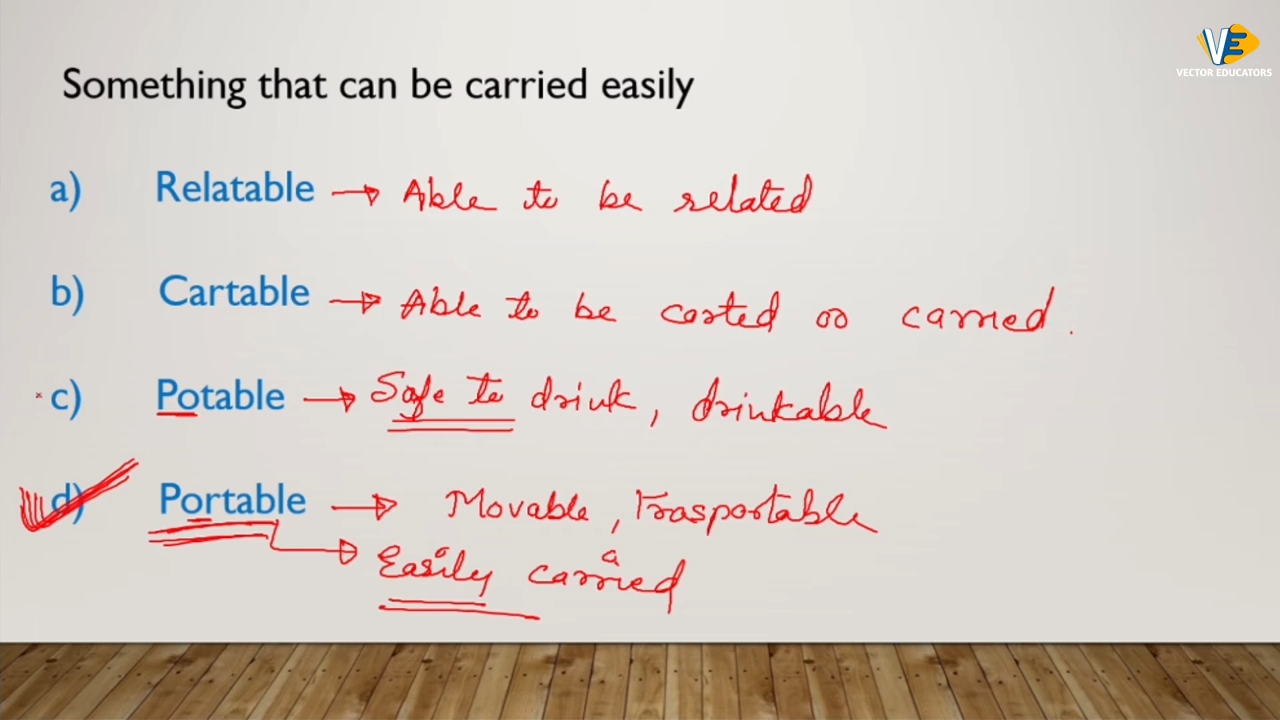 VE
VECTOR EDUCATORS
Something that can be carried easily
a) Relatable → Able to be related
b) Cartable → Able to be carted or carried.
c) Potable → Safe to drink, drinkable
d) Portable → Movable, Trasportable
Easily carried